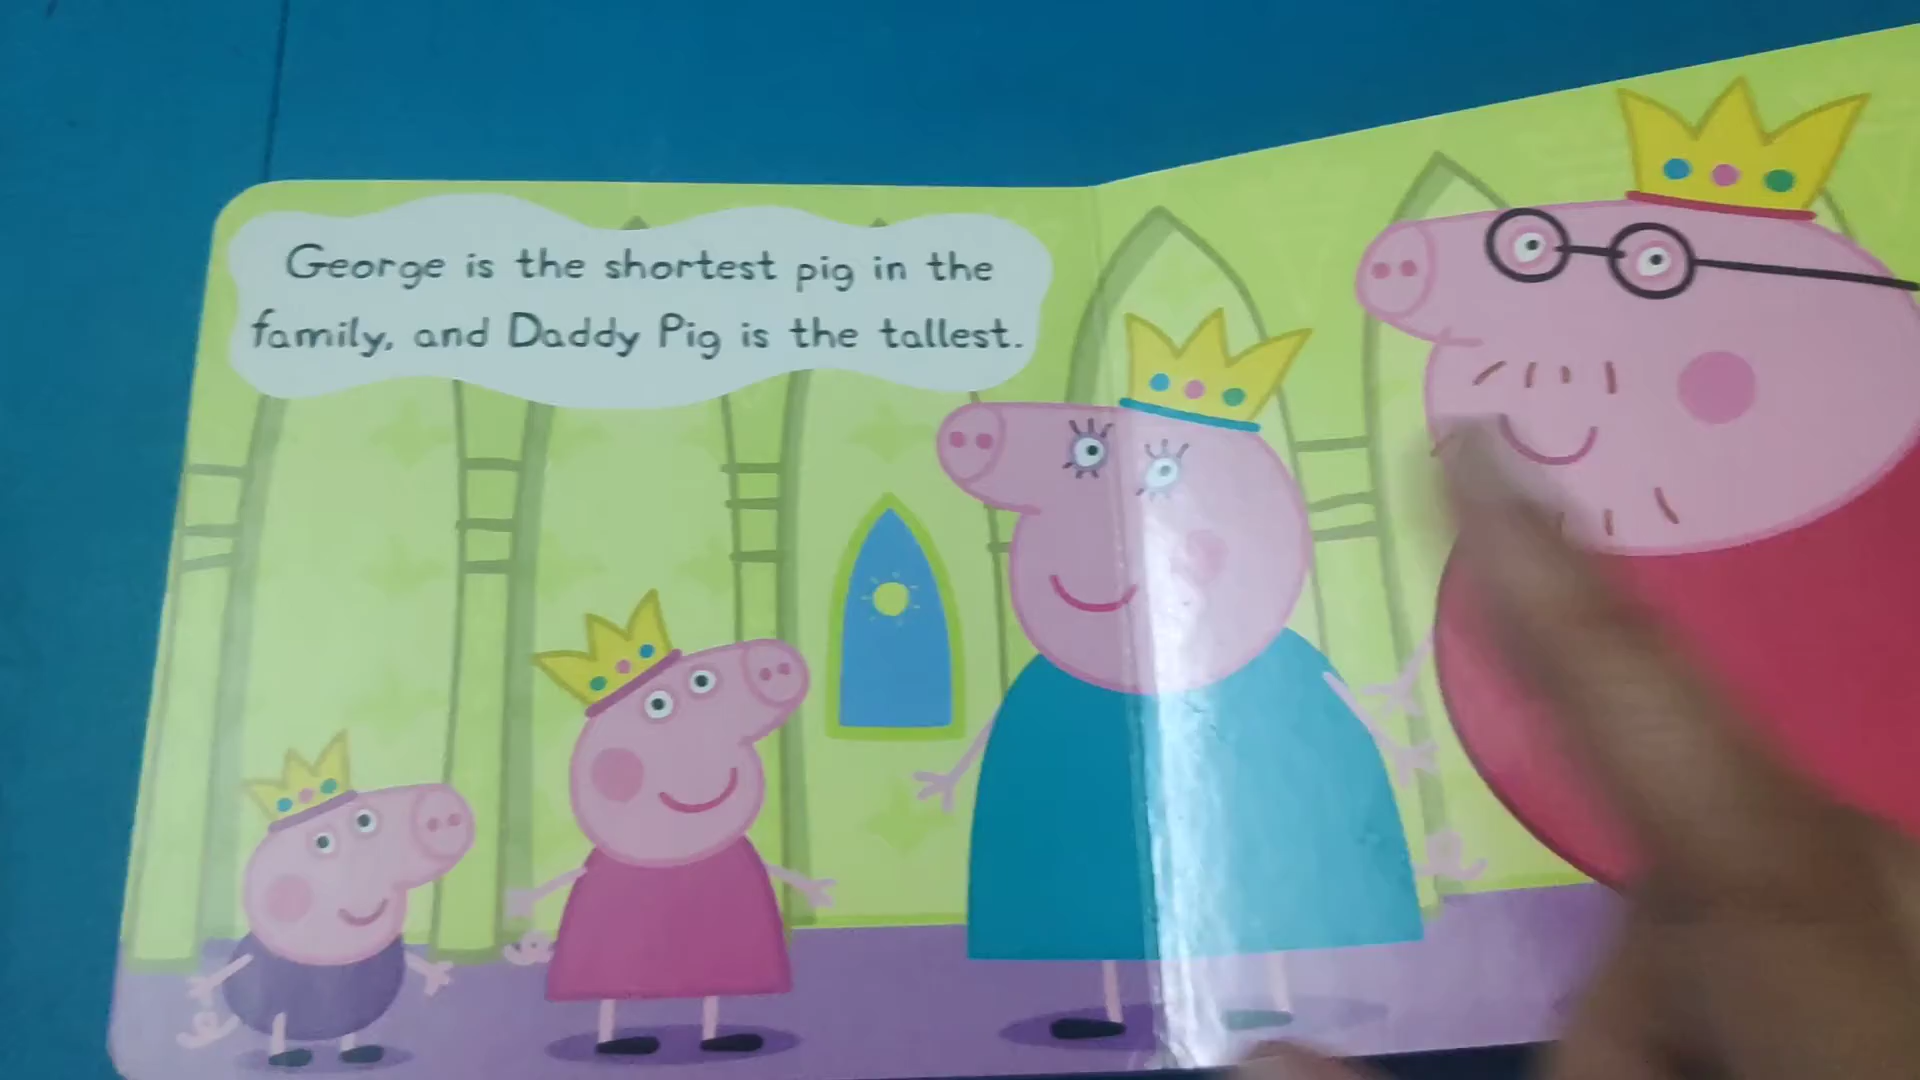 George is the shortest pig in the
family, and Daddy Pig is the tallest.